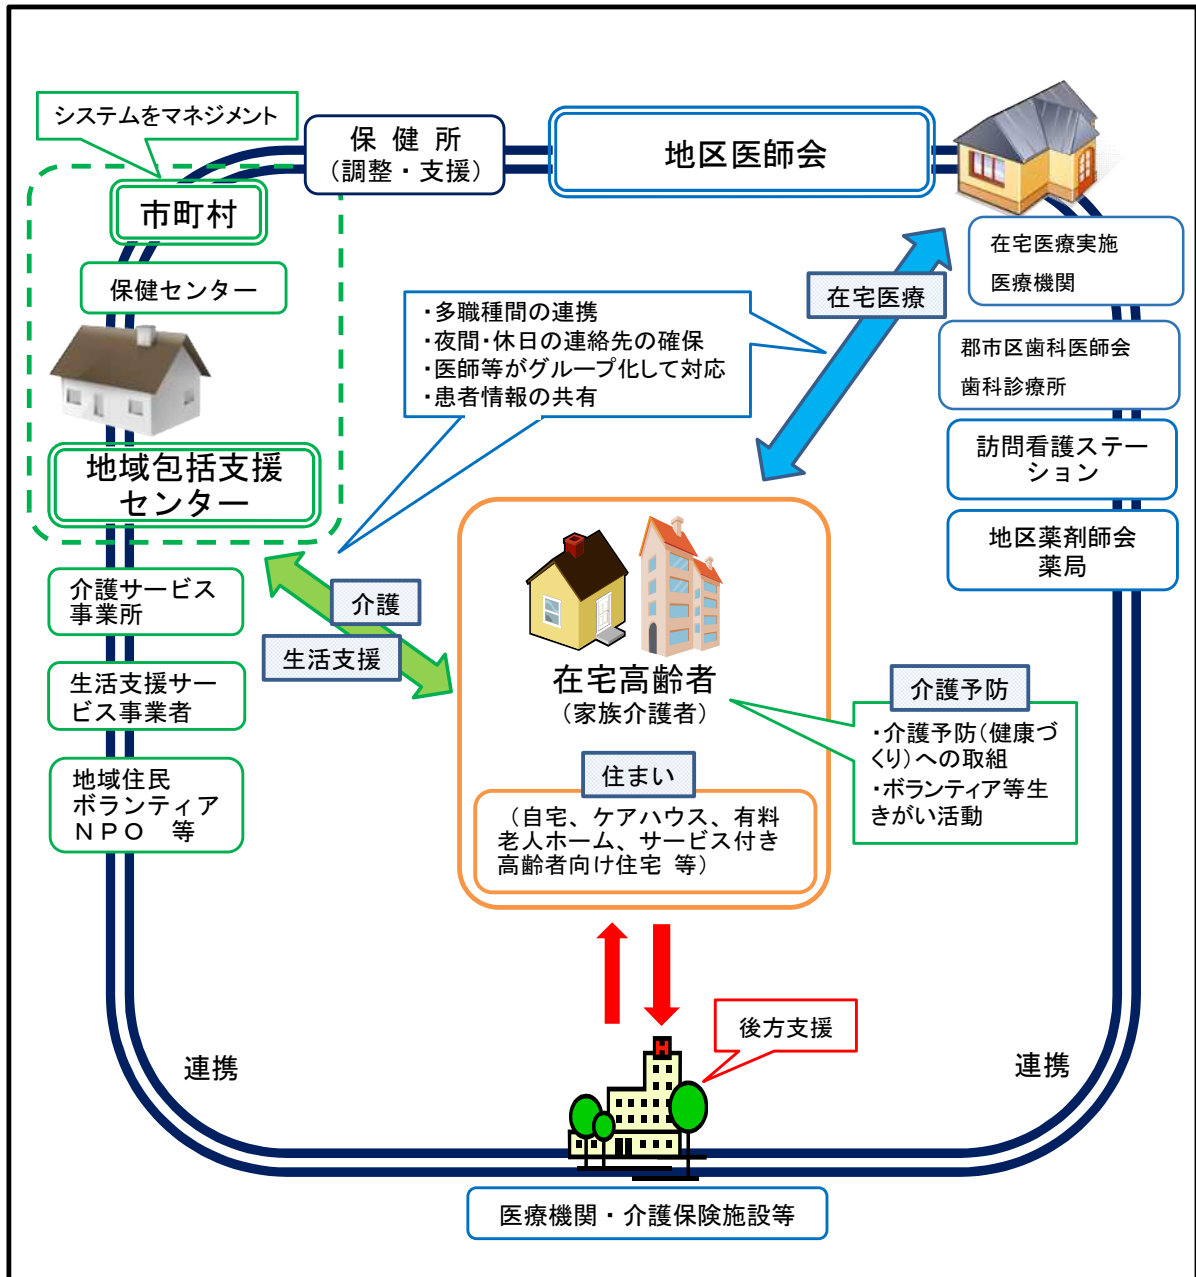 システムをマネジメント
保健所
(調整・支援)
地区医師会
市町村
保健センター
地域包括支援
センター
・多職種間の連携
・夜間・休日の連絡先の確保
・医師等がグループ化して対応
・患者情報の共有
在宅医療
在宅医療実施
医療機関
郡市区歯科医師会
歯科診療所
訪問看護ステー
ション
地区薬剤師会
薬局
介護サービス
事業所
生活支援サー
ビス事業者
地域住民
ボランティア
NPO 等
介護
生活支援
在宅高齢者
(家族介護者)
住まい
(自宅、ケアハウス、有料
老人ホーム、サービス付き
高齢者向け住宅 等)
介護予防
・介護予防(健康づ
くり)への取組
・ボランティア等生
きがい活動
後方支援
H
連携
連携
医療機関・介護保険施設等